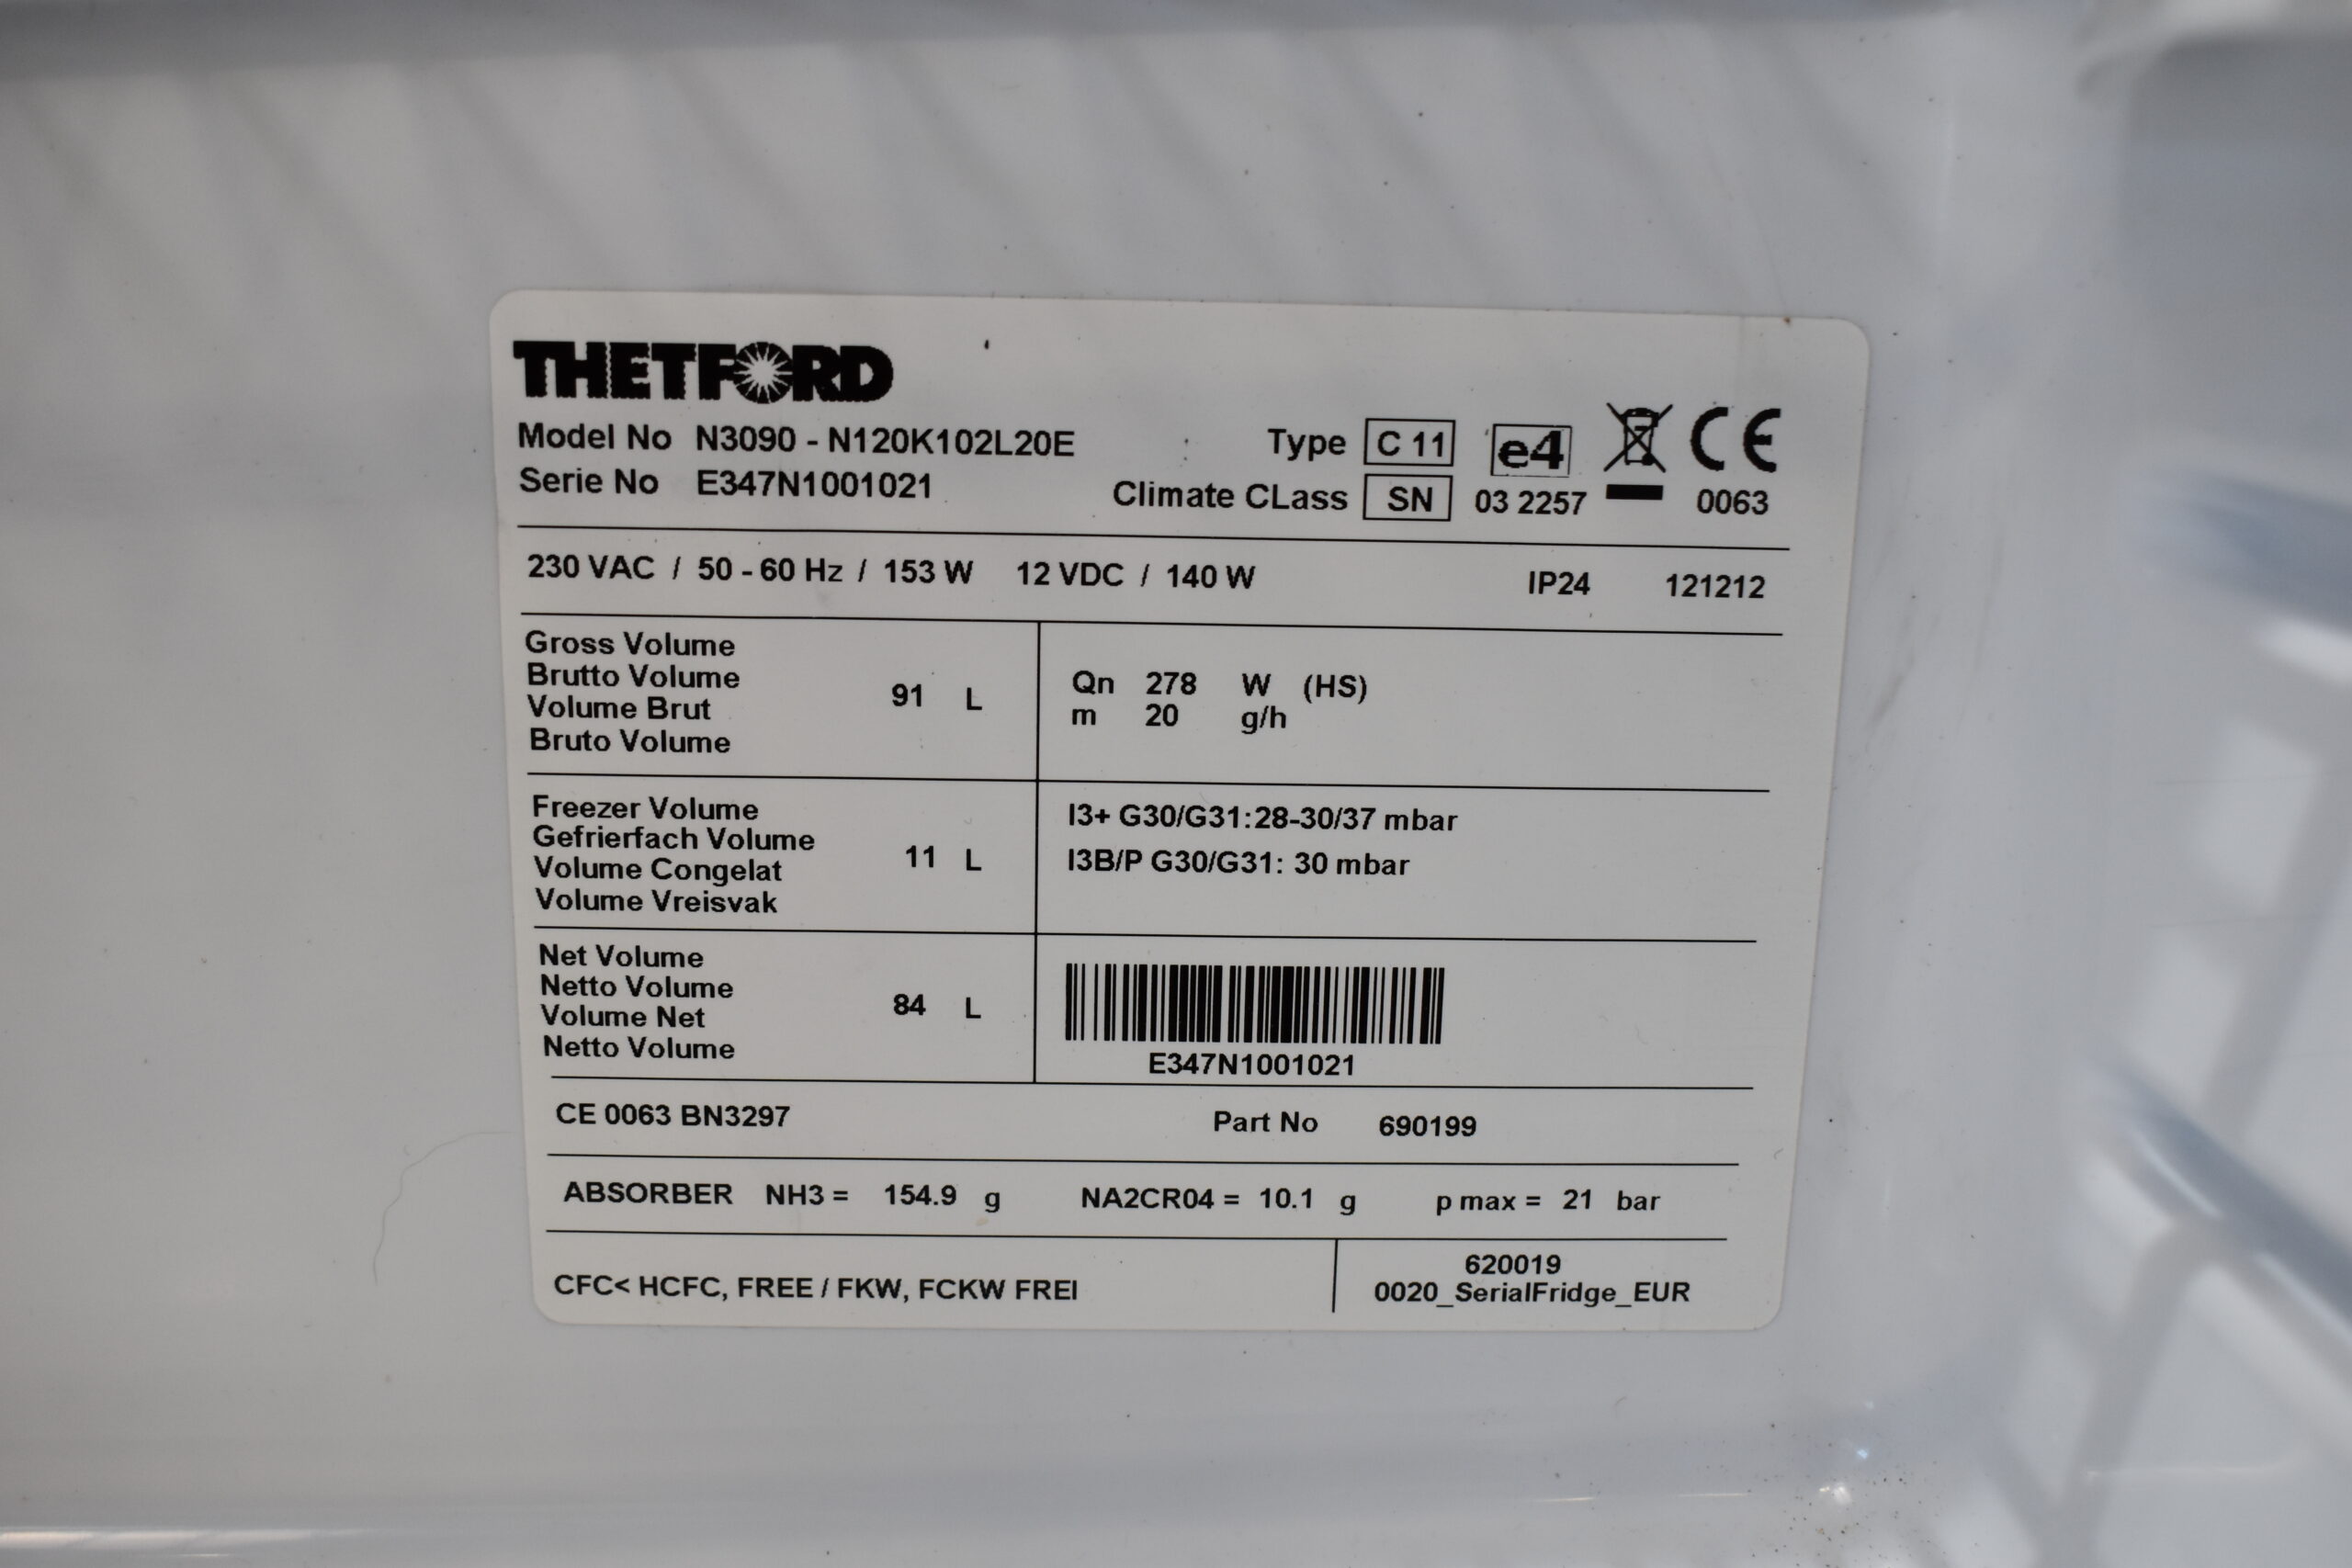 THETFORD
Model No N3090 - N120K102L20E Type C 11 e4 CE
Serie No E347N1001021 Climate CLass SN 03 2257 0063
230 VAC / 50 - 60 Hz / 153 W 12 VDC / 140 W IP24 121212
Gross Volume
Brutto Volume
Volume Brut
Bruto Volume
91 L
Qn 278 W (HS)
m 20 g/h
Freezer Volume
Gefrierfach Volume
Volume Congelat
Volume Vreisvak
11 L
I3+ G30/G31:28-30/37 mbar
I3B/P G30/G31: 30 mbar
Net Volume
Netto Volume
Volume Net
Netto Volume
84 L
E347N1001021
CE 0063 BN3297 Part No 690199
ABSORBER NH3 = 154.9 g NA2CR04 = 10.1 g p max = 21 bar
CFC< HCFC, FREE / FKW, FCKW FREI
620019
0020_SerialFridge_EUR